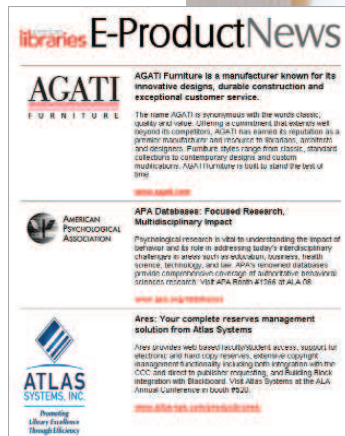 libraries E-ProductNews
AGATI
FURNITURE
AGATI Furniture is a manufacturer known for its
innovative designs, durable construction and
exceptional customer service.
The name AGATI is synonymous with the words classic,
quality and value. Offering a commitment that extends well
beyond its competitors, AGATI has earned its reputation as a
premier manufacturer and resource to librarians, architects
and designers. Furniture styles range from classic, standard
collections to contemporary designs and custom
modifications. AGATI Furniture is built to stand the test of
time.
www.agati.com
AMERICAN
PSYCHOLOGICAL
ASSOCIATION
APA Databases: Focused Research,
Multidisciplinary Impact
Psychological research is vital to understanding the impact of
behavior and its role in addressing today's interdisciplinary
challenges in areas such as education, business, health
science, technology, and law. APA's renowned databases
provide comprehensive coverage of authoritative behavioral
sciences research. Visit APA Booth #1266 at ALA 08.
ATLAS
SYSTEMS, INC.
Promoting
Library Excellence
Through Efficiency
Ares: Your complete reserves management
solution from Atlas Systems
Ares provides web based faculty/student access, support for
electronic and hard copy reserves, extensive copyright
management functionality including both integration with the
CCC and direct to publisher requesting, and Building Block
integration with Blackboard. Visit Atlas Systems at the ALA
Annual Conference in booth #520.